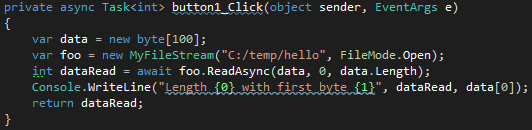 private async Task<int> button1_Click(object sender, EventArgs e)
{
    var data = new byte[100];
    var foo = new MyFileStream("C:/temp/hello", FileMode.Open);
    int dataRead = await foo.ReadAsync(data, 0, data.Length);
    Console.WriteLine("Length {0} with first byte {1}", dataRead, data[0]);
    return dataRead;
}